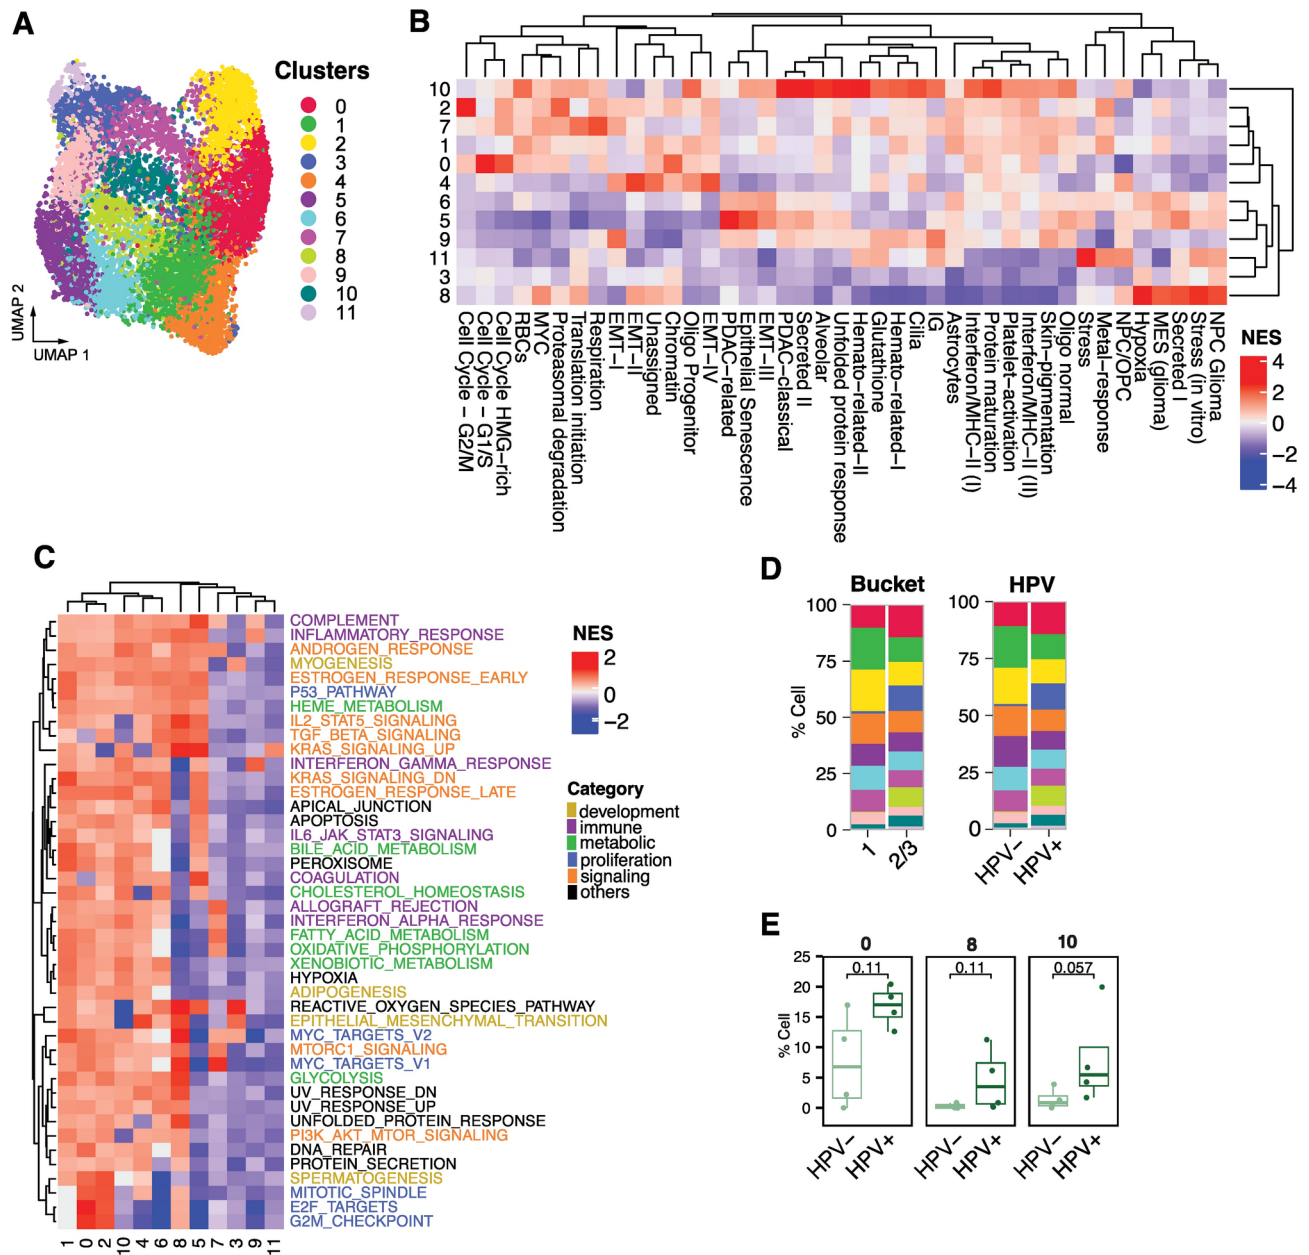 A
Clusters
0
1
2
3
4
5
6
7
8
9
10
11
UMAP 2
UMAP 1
B
10
2
7
1
0
4
6
5
9
11
3
8
Cell Cycle – G2/M
Cell Cycle – G1/S
Cell Cycle HMG–rich
RBCs
MYC
Proteasomal degradation
Translation initiation
Respiration
EMT–I
EMT–II
Unassigned
Chromatin
Oligo Progenitor
EMT–IV
PDAC–related
Epithelial Senescence
EMT–III
PDAC–classical
Secreted II
Alveolar
Unfolded protein response
Hemato–related–II
Glutathione
Hemato–related–I
Cilia
IG
Astrocytes
Interferon/MHC–II (I)
Protein maturation
Platelet–activation
Interferon/MHC–II (II)
Skin–pigmentation
Oligo normal
Stress
Metal–response
NPC/OPC
Hypoxia
MES (glioma)
Secreted I
Stress (in vitro)
NPC Glioma
NES
4
2
0
−2
−4
C
COMPLEMENT
INFLAMMATORY_RESPONSE
ANDROGEN_RESPONSE
MYOGENESIS
ESTROGEN_RESPONSE_EARLY
P53_PATHWAY
HEME_METABOLISM
IL2_STAT5_SIGNALING
TGF_BETA_SIGNALING
KRAS_SIGNALING_UP
INTERFERON_GAMMA_RESPONSE
KRAS_SIGNALING_DN
ESTROGEN_RESPONSE_LATE
APICAL_JUNCTION
APOPTOSIS
IL6_JAK_STAT3_SIGNALING
BILE_ACID_METABOLISM
PEROXISOME
COAGULATION
CHOLESTEROL_HOMEOSTASIS
ALLOGRAFT_REJECTION
INTERFERON_ALPHA_RESPONSE
FATTY_ACID_METABOLISM
OXIDATIVE_PHOSPHORYLATION
XENOBIOTIC_METABOLISM
HYPOXIA
ADIPOGENESIS
REACTIVE_OXYGEN_SPECIES_PATHWAY
EPITHELIAL_MESENCHYMAL_TRANSITION
MYC_TARGETS_V2
MTORC1_SIGNALING
MYC_TARGETS_V1
GLYCOLYSIS
UV_RESPONSE_DN
UV_RESPONSE_UP
UNFOLDED_PROTEIN_RESPONSE
PI3K_AKT_MTOR_SIGNALING
DNA_REPAIR
PROTEIN_SECRETION
SPERMATOGENESIS
MITOTIC_SPINDLE
E2F_TARGETS
G2M_CHECKPOINT
1 0 2 10 4 6 8 5 7 3 9 11
NES
2
0
−2
Category
development
immune
metabolic
proliferation
signaling
others
D
Bucket
HPV
% Cell
100
75
50
25
0
1
2/3
100
75
50
25
0
HPV−
HPV+
E
0
8
10
% Cell
25
20
15
10
5
0
0.11
0.11
0.057
HPV−
HPV+
HPV−
HPV+
HPV−
HPV+